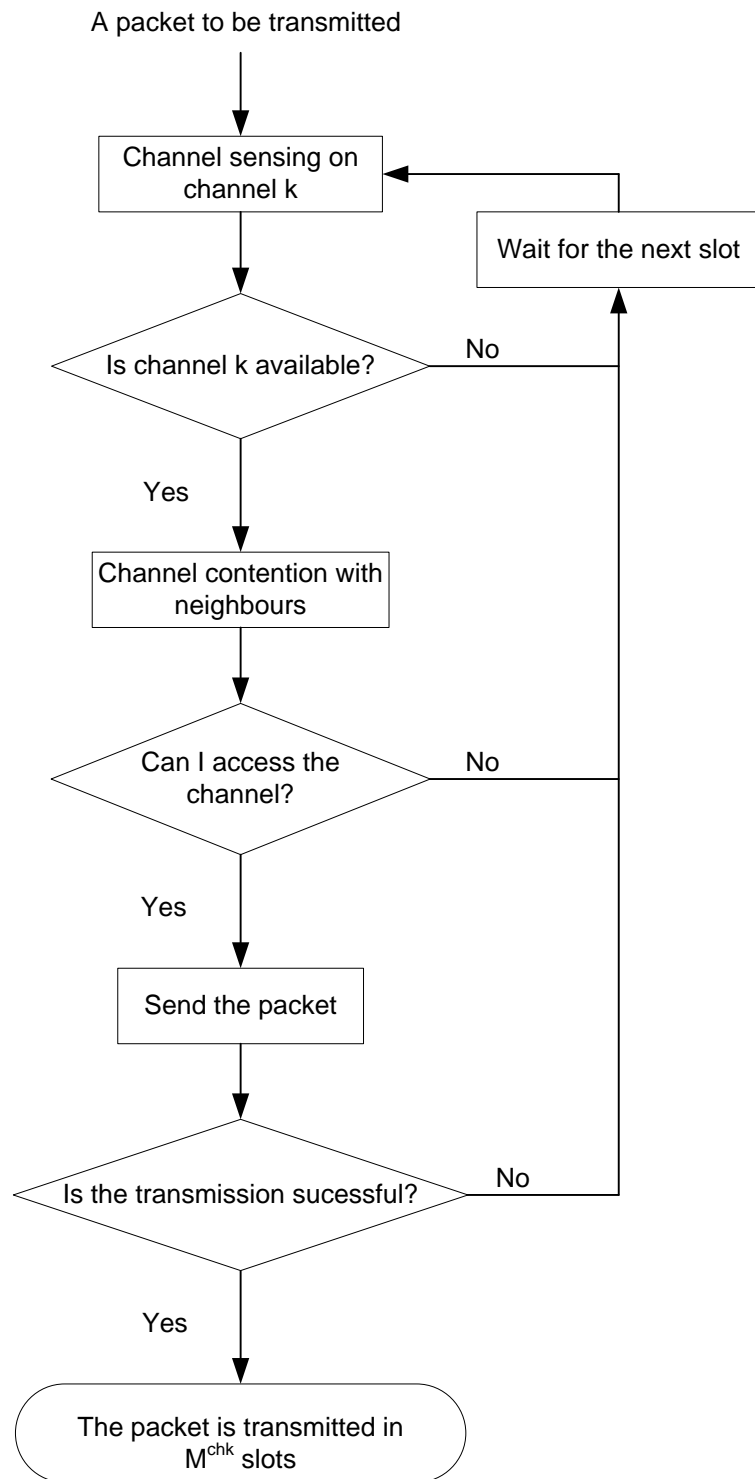 A packet to be transmitted
Channel sensing on
channel k
Wait for the next slot
Is channel k available?
No
Yes
Channel contention with
neighbours
Can I access the
channel?
No
Yes
Send the packet
Is the transmission sucessful?
No
Yes
The packet is transmitted in
M^chk slots